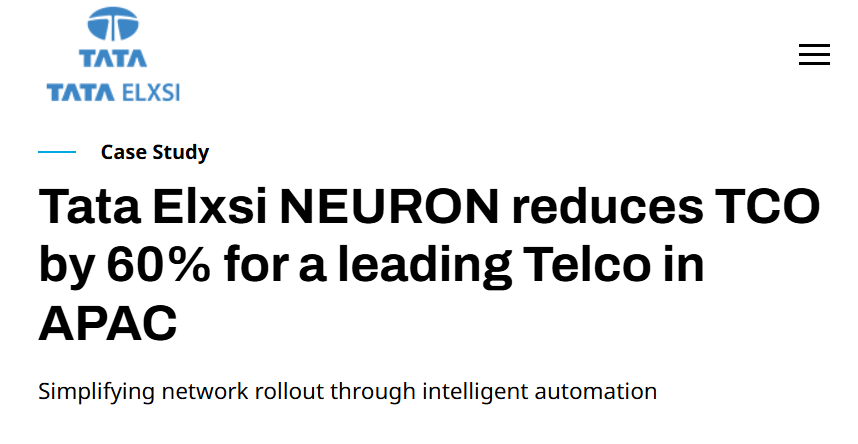 TATA
TATA ELXSI
Case Study
Tata Elxsi NEURON reduces TCO
by 60% for a leading Telco in
APAC
Simplifying network rollout through intelligent automation